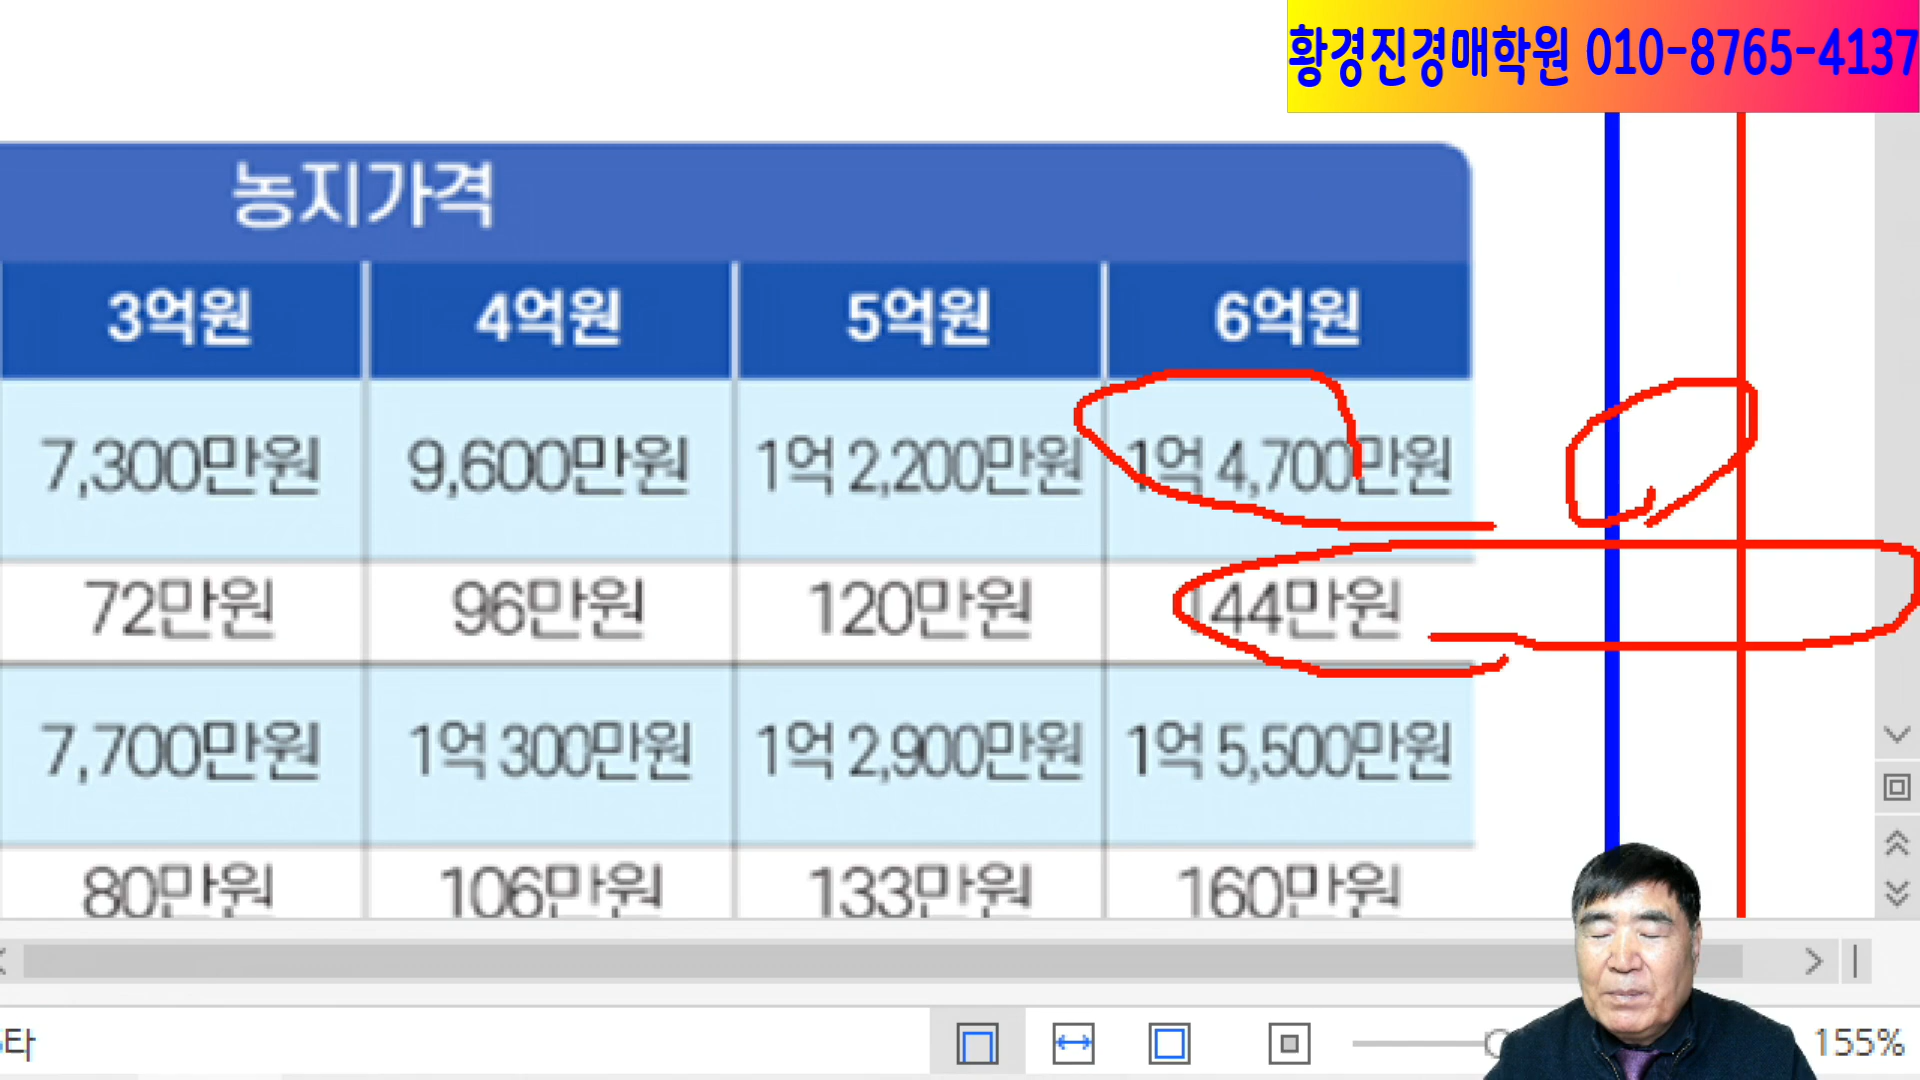 황경진경매학원 010-8765-4137
농지가격
3억원 4억원 5억원 6억원
7,300만원 9,600만원 1억 2,200만원 1억 4,700만원
72만원 96만원 120만원 144만원
7,700만원 1억 300만원 1억 2,900만원 1억 5,500만원
80만원 106만원 133만원 160만원
타 155%